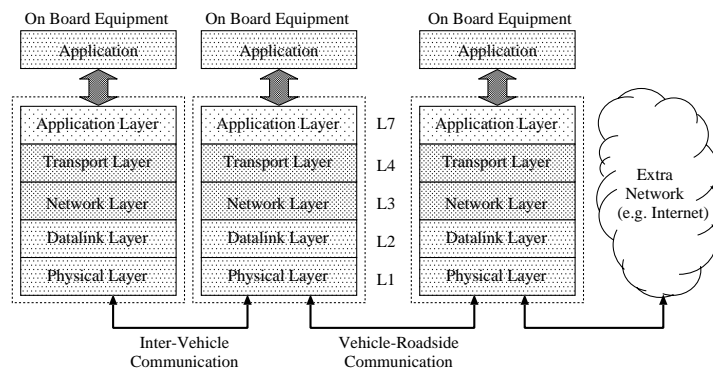 On Board Equipment
On Board Equipment
On Board Equipment
Application
Application
Application
Application Layer
Application Layer
L7
Application Layer
Transport Layer
Transport Layer
L4
Transport Layer
Network Layer
Network Layer
L3
Network Layer
Datalink Layer
Datalink Layer
L2
Datalink Layer
Physical Layer
Physical Layer
L1
Physical Layer
Extra
Network
(e.g. Internet)
Inter-Vehicle
Communication
Vehicle-Roadside
Communication